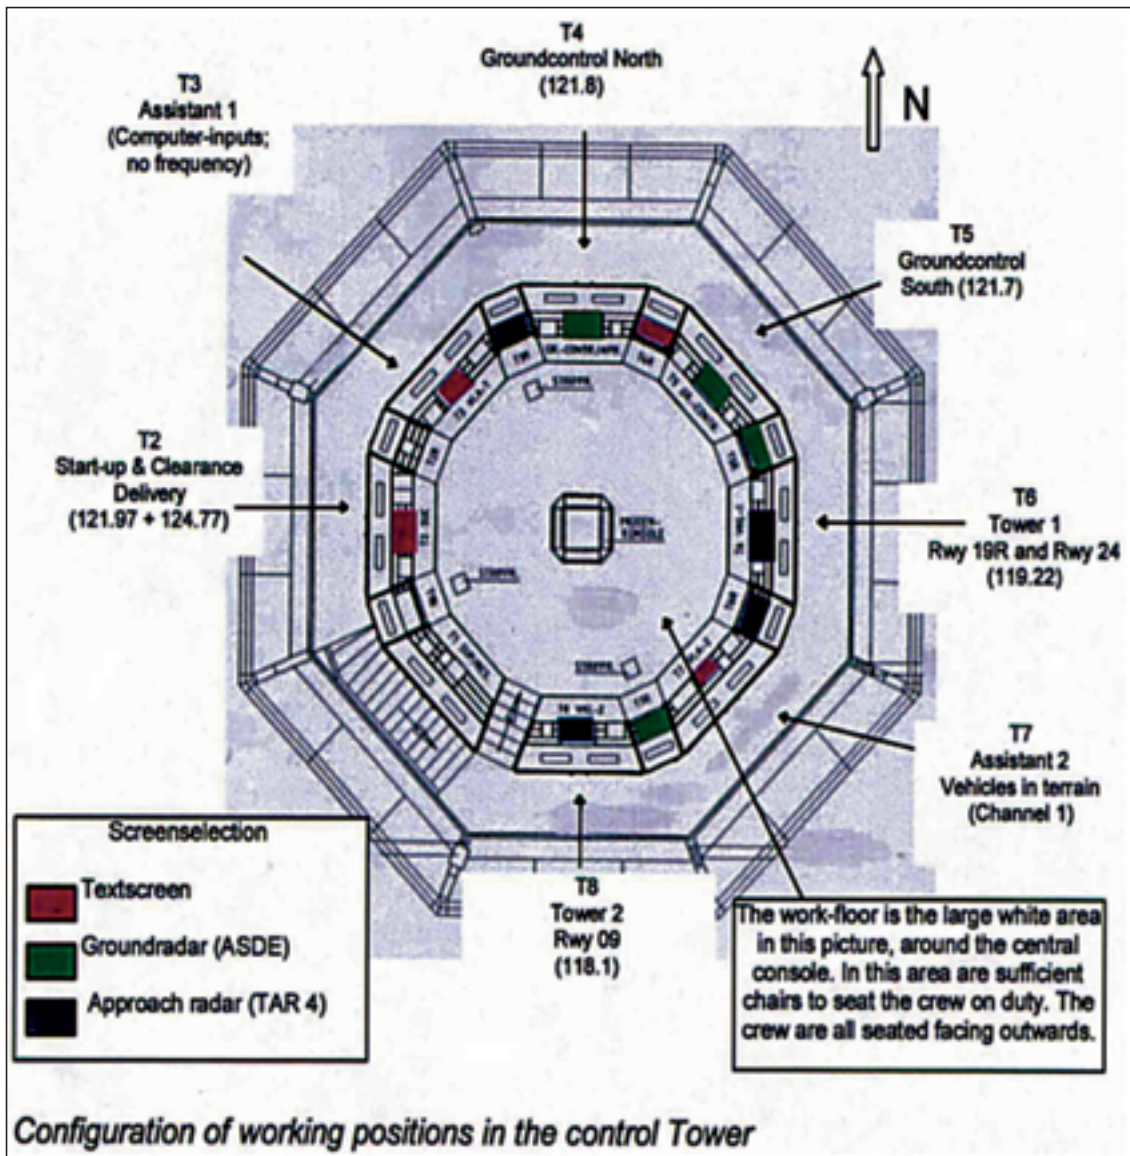 T4
Groundcontrol North
(121.8)
N
T3
Assistant 1
(Computer-inputs;
no frequency)
T5
Groundcontrol
South (121.7)
T2
Start-up & Clearance
Delivery
(121.97 + 124.77)
T6
Tower 1
Rwy 19R and Rwy 24
(119.22)
T7
Assistant 2
Vehicles in terrain
(Channel 1)
T8
Tower 2
Rwy 09
(118.1)
Screenselection
Textscreen
Groundradar (ASDE)
Approach radar (TAR 4)
The work-floor is the large white area
in this picture, around the central
console. In this area are sufficient
chairs to seat the crew on duty. The
crew are all seated facing outwards.
Configuration of working positions in the control Tower